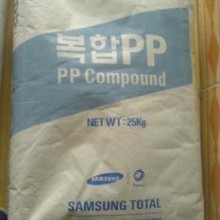 복합PP
PP Compound
NET WT : 25Kg
SAMSUNG
SAMSUNG TOTAL